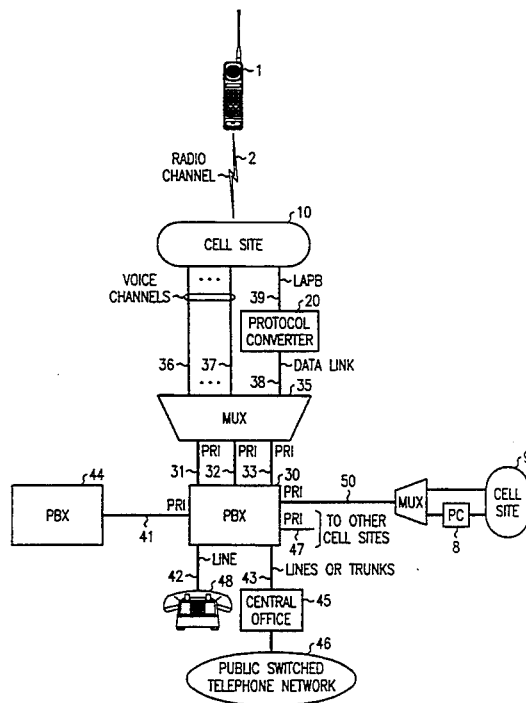 1
2
RADIO
CHANNEL
10
CELL SITE
VOICE
CHANNELS
...
LAPB
39
20
PROTOCOL
CONVERTER
36
37
DATA LINK
...
38
35
MUX
PRI
PRI
PRI
31
32
33
30
44
PBX
PRI
41
PBX
PRI
50
MUX
9
CELL
SITE
PC
8
PRI
47
TO OTHER
CELL SITES
LINE
42
48
43
LINES OR TRUNKS
CENTRAL
OFFICE
45
46
PUBLIC SWITCHED
TELEPHONE NETWORK